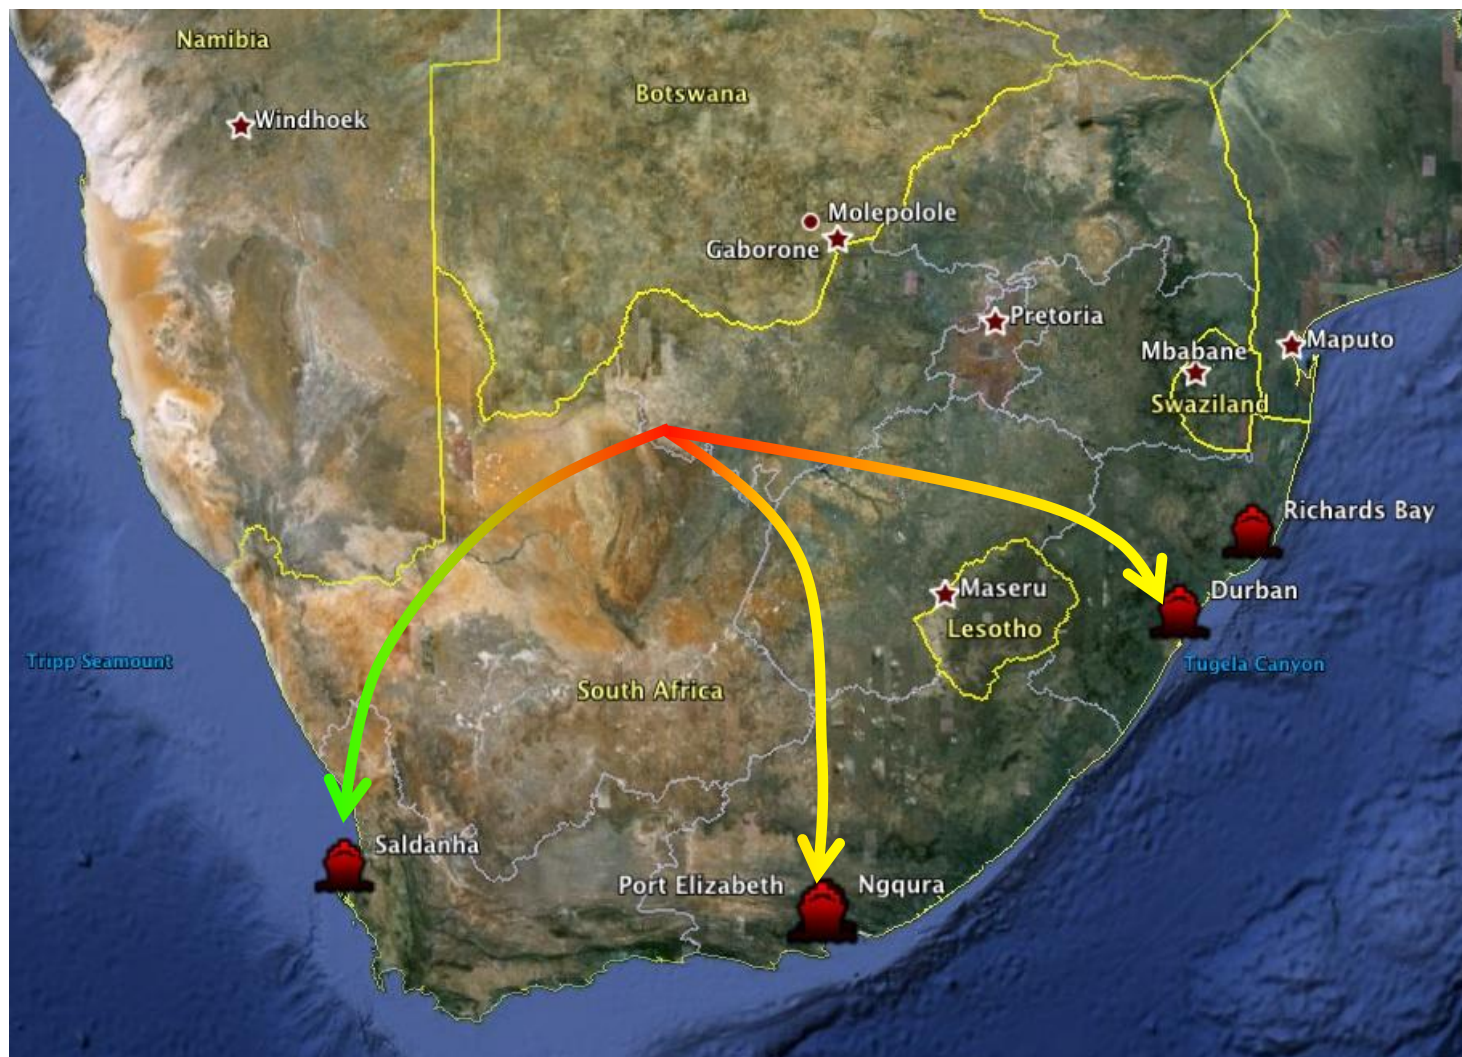 Namibia
Windhoek
Botswana
Molepolole
Gaborone
Pretoria
Mbabane
Maputo
Swaziland
Richards Bay
Maseru
Durban
Lesotho
Tripp Seamount
Tugela Canyon
South Africa
Saldanha
Port Elizabeth
Ngqura